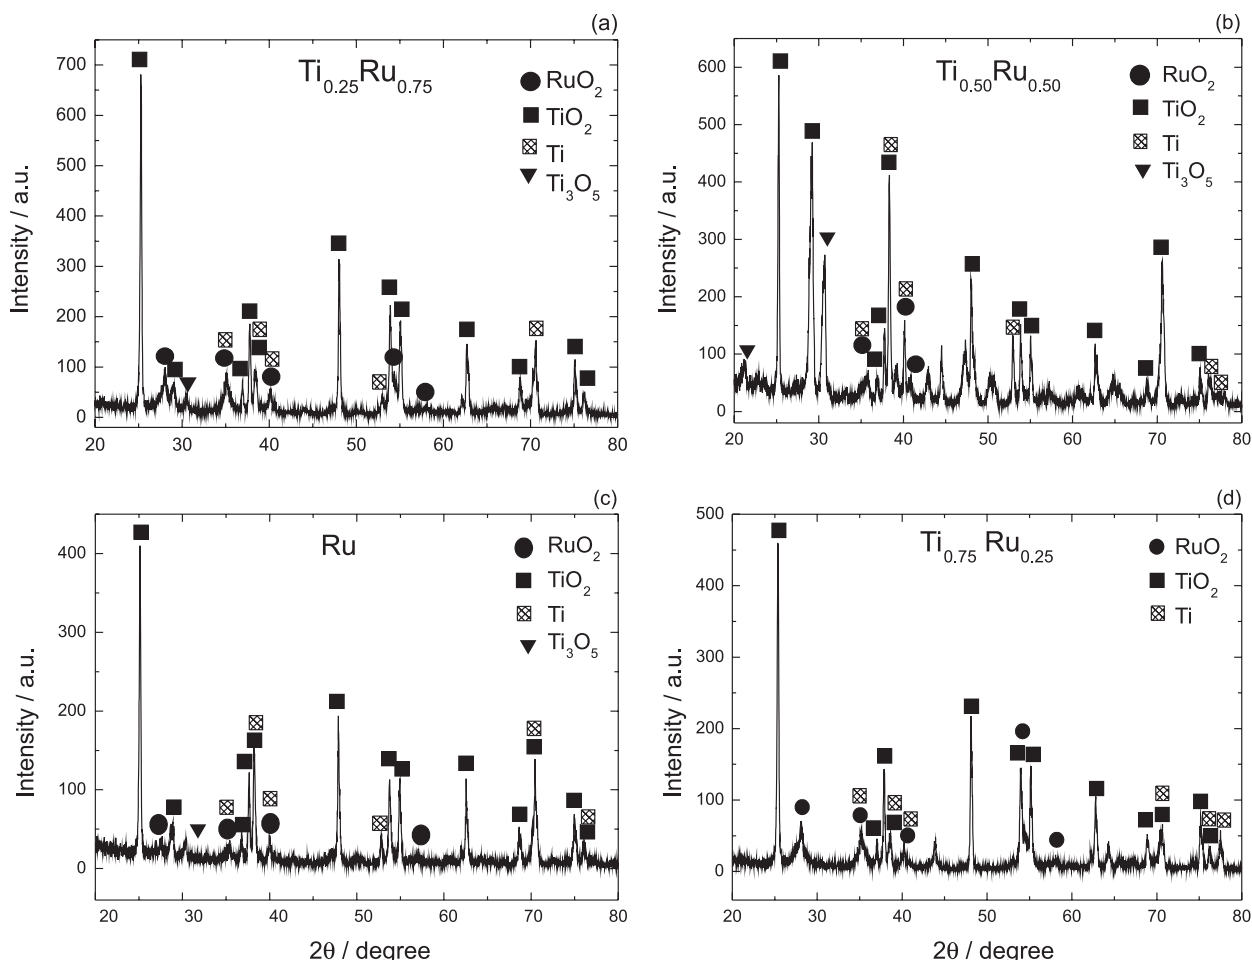 (a)
Ti0.25Ru0.75
RuO2
TiO2
Ti
Ti3O5
Intensity / a.u.
700
600
500
400
300
200
100
0
20 30 40 50 60 70 80
(b)
Ti0.50Ru0.50
RuO2
TiO2
Ti
Ti3O5
Intensity / a.u.
600
500
400
300
200
100
0
20 30 40 50 60 70 80
(c)
Ru
RuO2
TiO2
Ti
Ti3O5
Intensity / a.u.
400
300
200
100
0
20 30 40 50 60 70 80
2θ / degree
(d)
Ti0.75 Ru0.25
RuO2
TiO2
Ti
Intensity / a.u.
500
400
300
200
100
0
20 30 40 50 60 70 80
2θ / degree